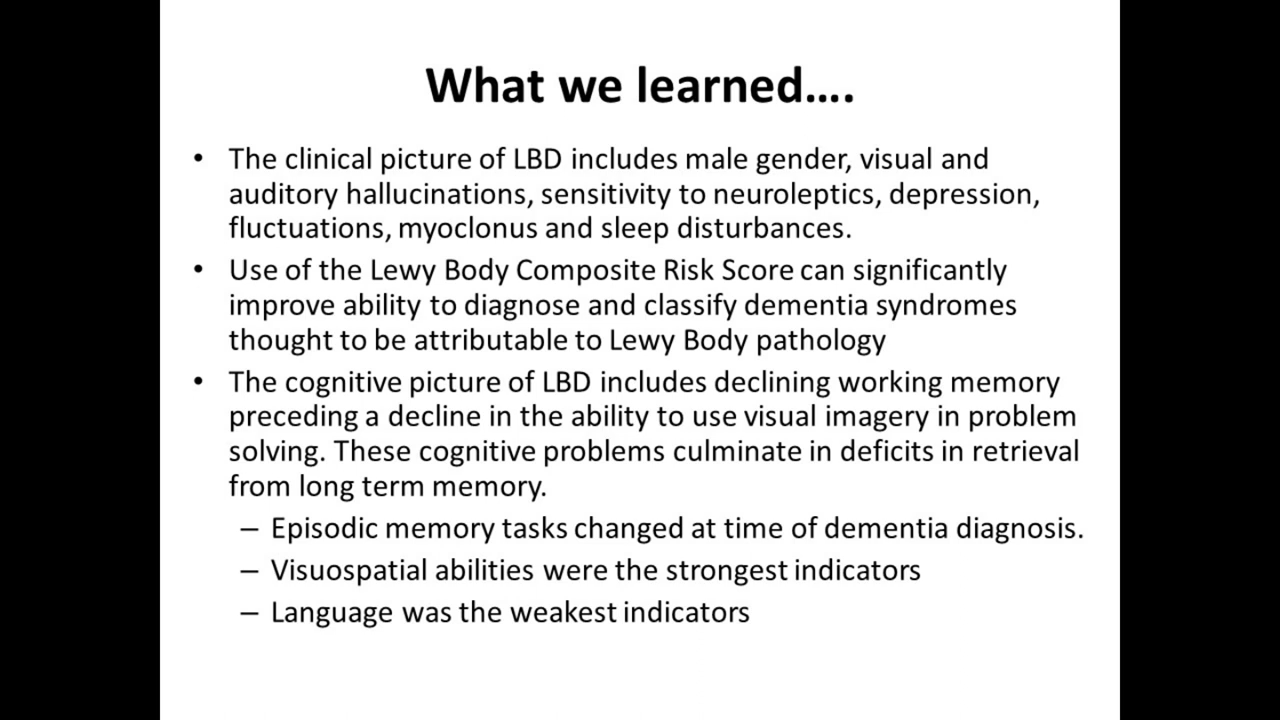 What we learned....
• The clinical picture of LBD includes male gender, visual and
auditory hallucinations, sensitivity to neuroleptics, depression,
fluctuations, myoclonus and sleep disturbances.
• Use of the Lewy Body Composite Risk Score can significantly
improve ability to diagnose and classify dementia syndromes
thought to be attributable to Lewy Body pathology
• The cognitive picture of LBD includes declining working memory
preceding a decline in the ability to use visual imagery in problem
solving. These cognitive problems culminate in deficits in retrieval
from long term memory.
– Episodic memory tasks changed at time of dementia diagnosis.
– Visuospatial abilities were the strongest indicators
– Language was the weakest indicators